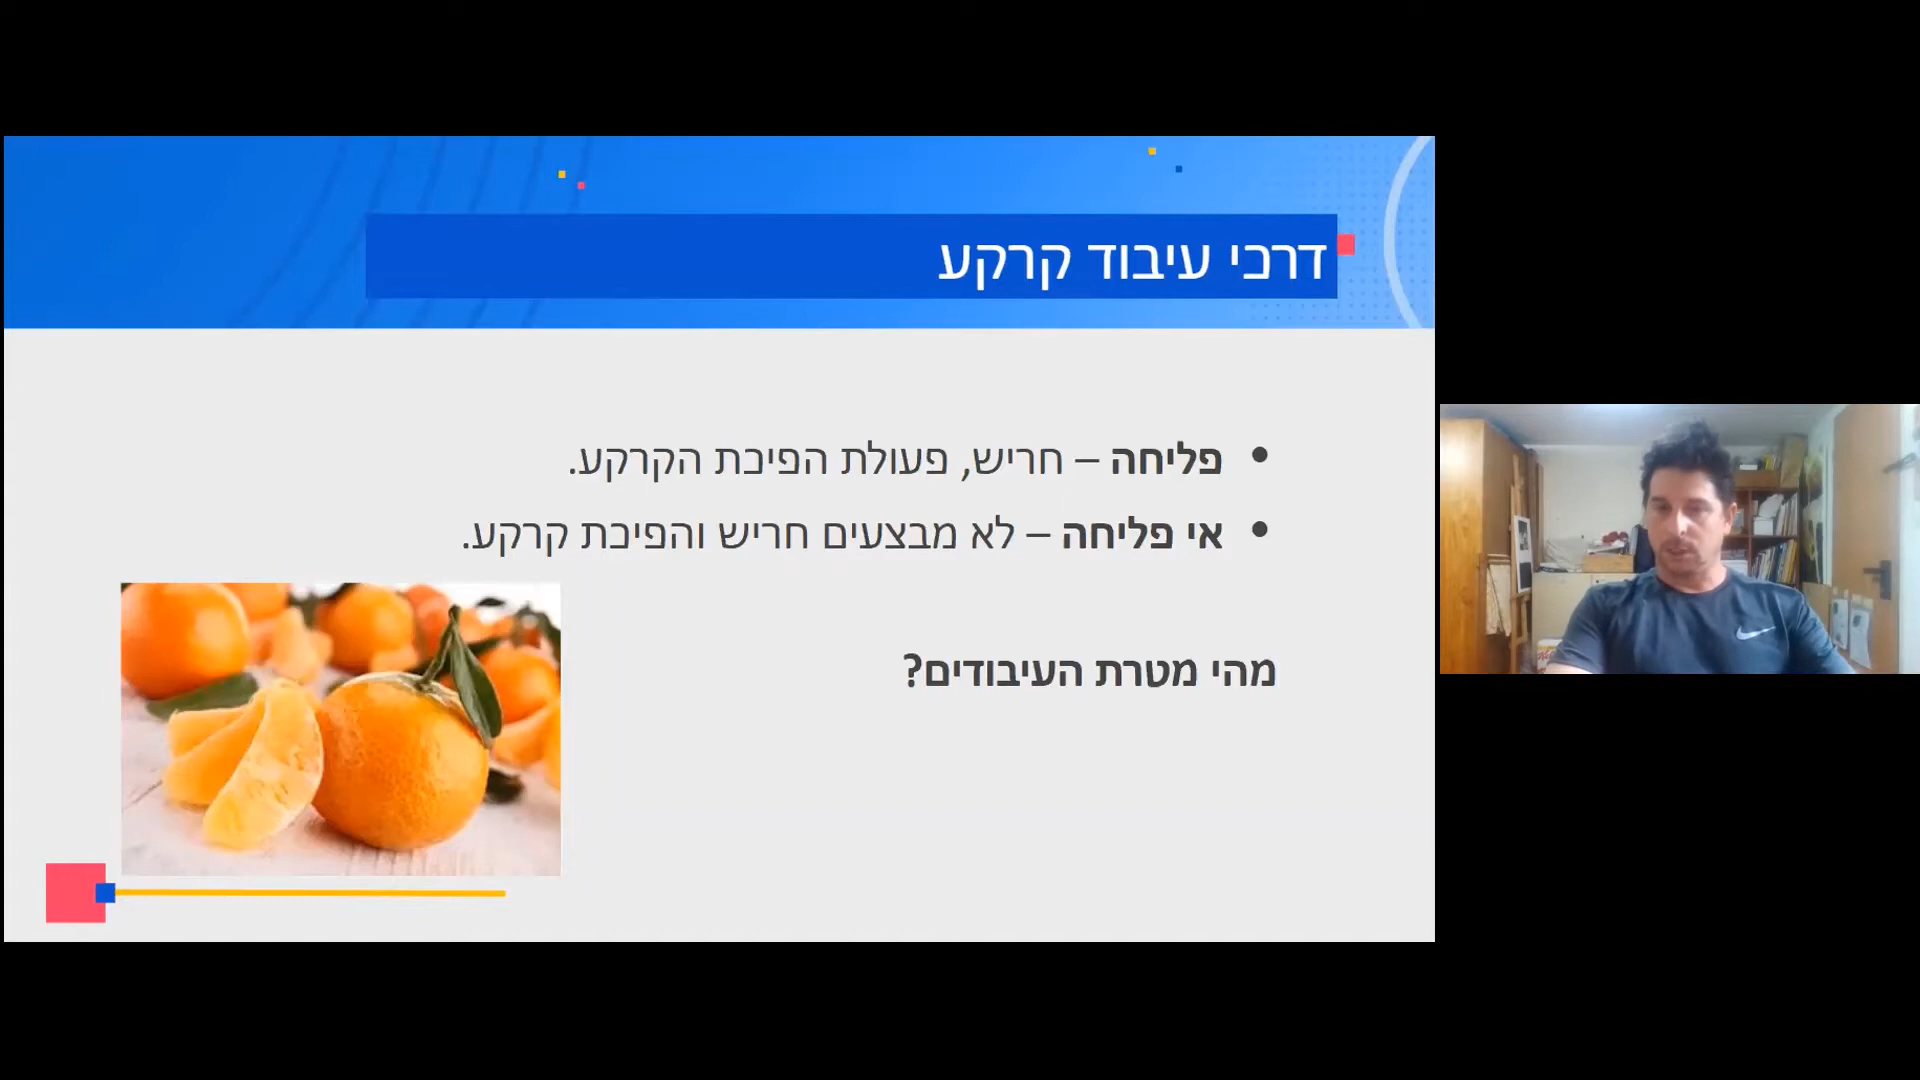 דרכי עיבוד קרקע
• פליחה – חריש, פעולת הפיכת הקרקע.
• אי פליחה – לא מבצעים חריש והפיכת קרקע.
מהי מטרת העיבודים?